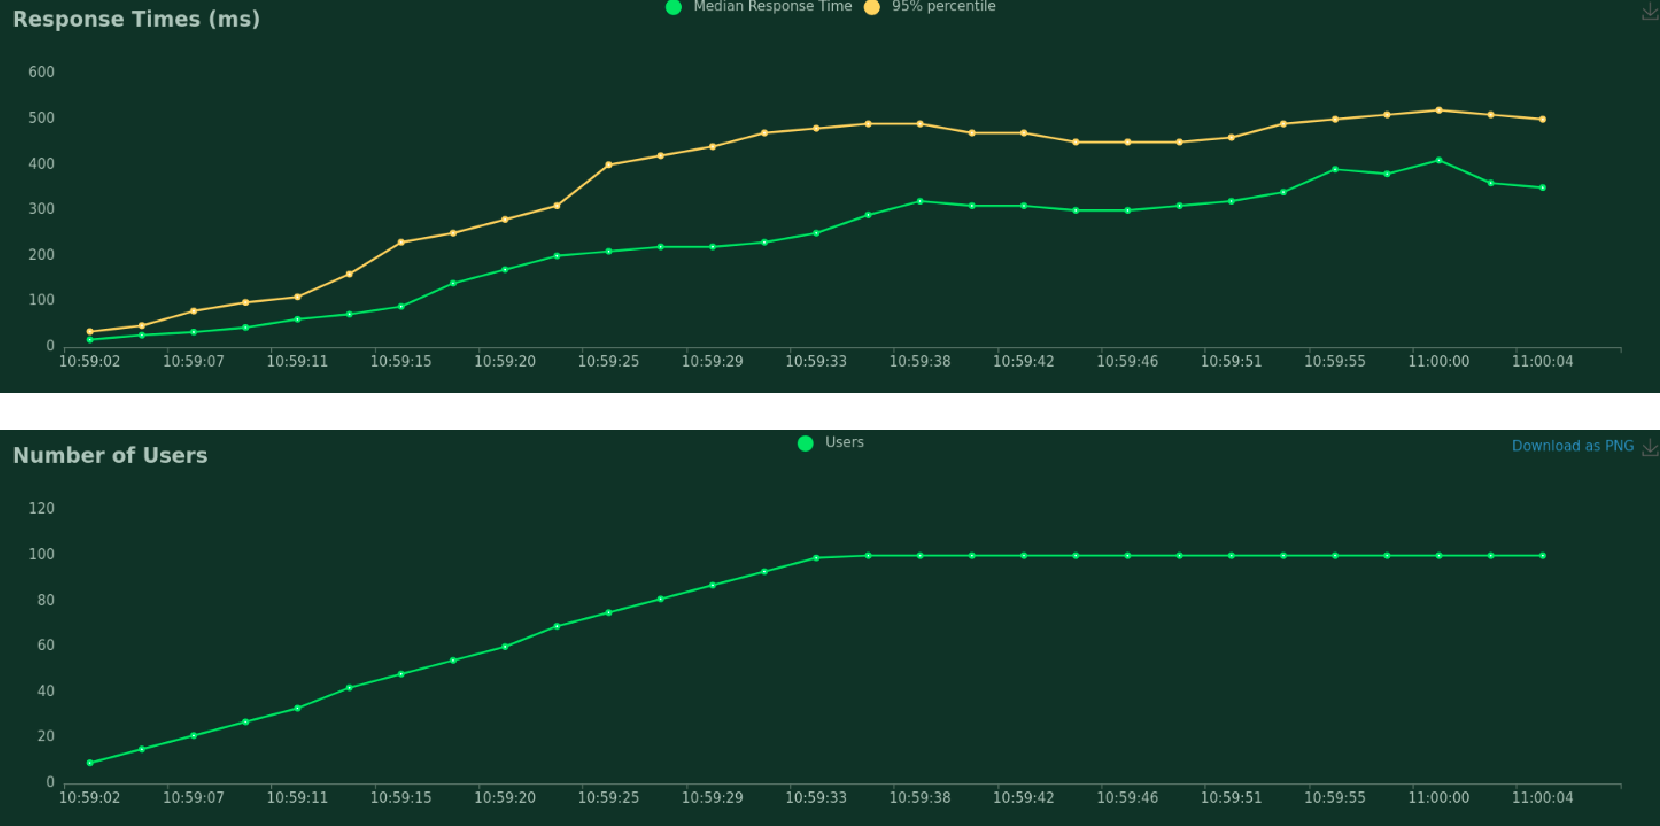 Response Times (ms)
Median Response Time 95% percentile
600
500
400
300
200
100
0
10:59:02 10:59:07 10:59:11 10:59:15 10:59:20 10:59:25 10:59:29 10:59:33 10:59:38 10:59:42 10:59:46 10:59:51 10:59:55 11:00:00 11:00:04
Number of Users
Users
Download as PNG
120
100
80
60
40
20
0
10:59:02 10:59:07 10:59:11 10:59:15 10:59:20 10:59:25 10:59:29 10:59:33 10:59:38 10:59:42 10:59:46 10:59:51 10:59:55 11:00:00 11:00:04